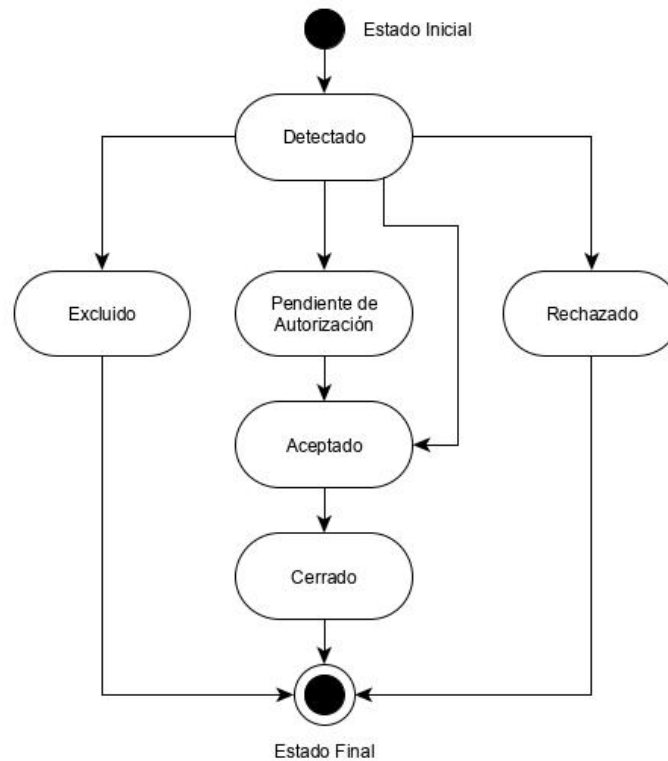 Estado Inicial
Detectado
Excluido
Pendiente de
Autorización
Rechazado
Aceptado
Cerrado
Estado Final